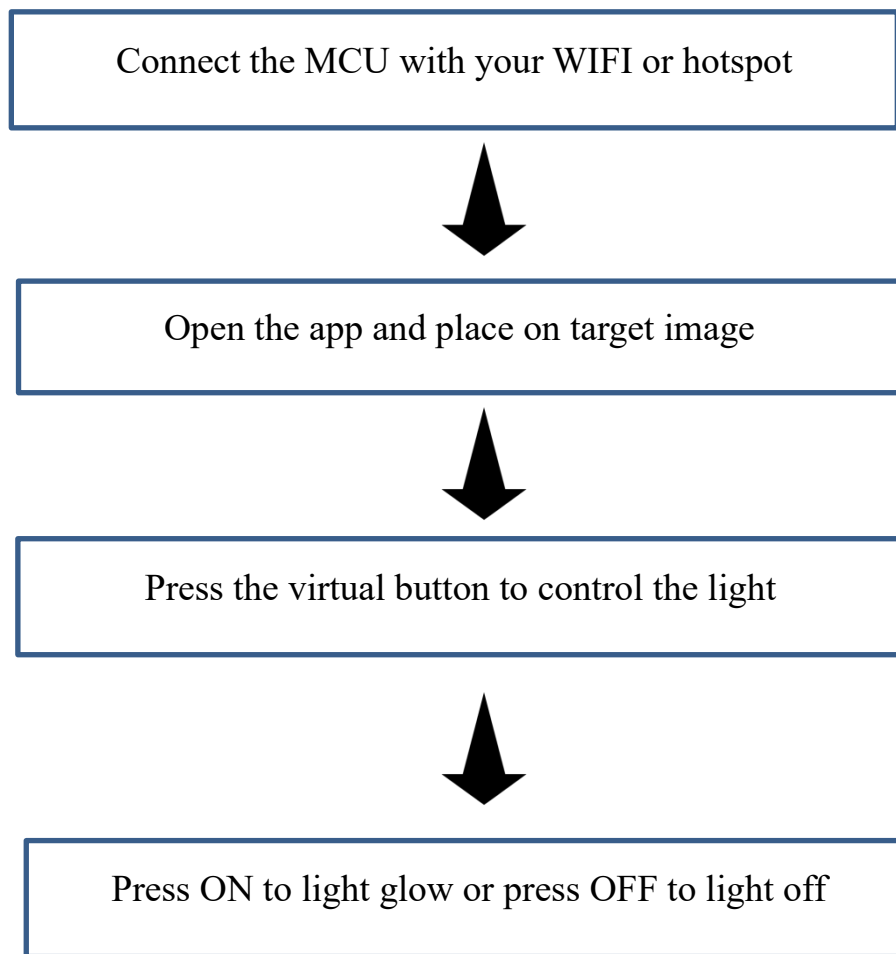 Connect the MCU with your WIFI or hotspot
Open the app and place on target image
Press the virtual button to control the light
Press ON to light glow or press OFF to light off